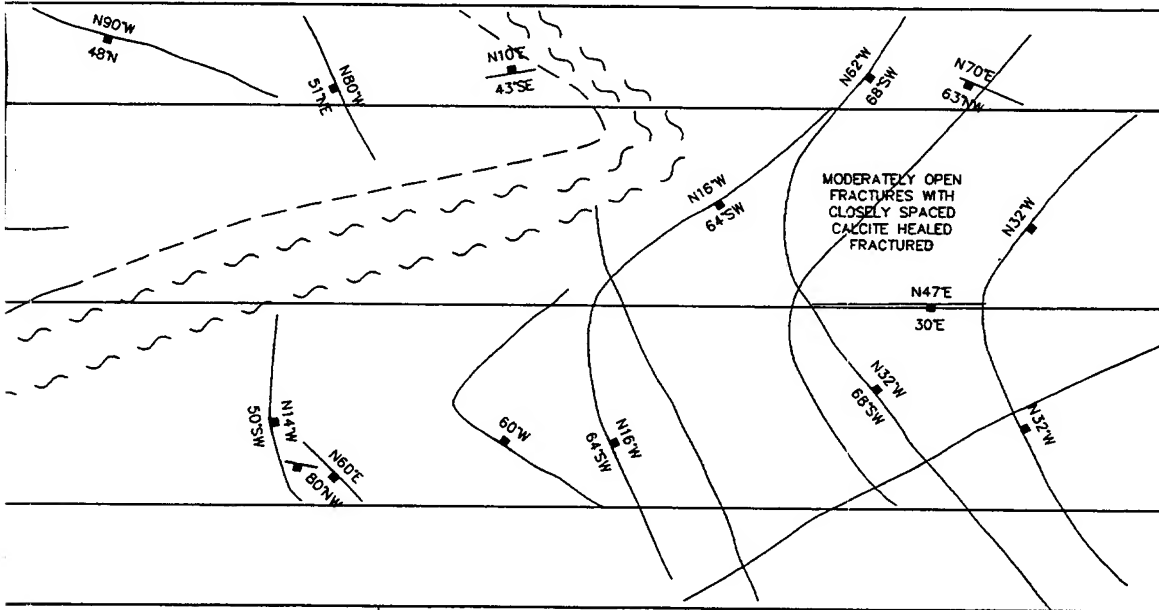 N90°W
48°N
N80°W
51°NE
N10°E
43°SE
N62°W
68°SW
N70°E
63°NW
N16°W
64°SW
MODERATELY OPEN
FRACTURES WITH
CLOSELY SPACED
CALCITE HEALED
FRACTURED
N32°W
N47°E
30°E
N14°W
50°SW
N60°E
80°NW
60°W
N16°W
64°SW
N32°W
68°SW
N32°W